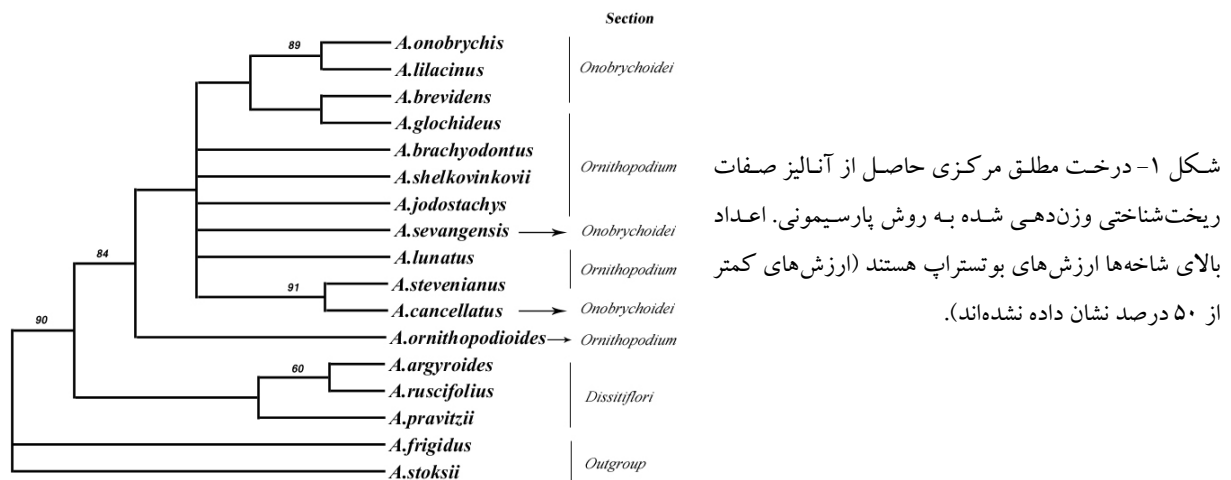 Section
89
A.onobrychis
A.lilacinus
Onobrychoidei
A.brevidens
A.glochideus
A.brachyodontus
A.shelkovinkovii
Ornithopodium
A.jodostachys
A.sevangensis
Onobrychoidei
84
A.lunatus
Ornithopodium
A.stevenianus
91
A.cancellatus
Onobrychoidei
90
A.ornithopodioides
Ornithopodium
A.argyroides
60
A.ruscifolius
Dissitiflori
A.pravitzii
A.frigidus
Outgroup
A.stoksii
شکل ۱- درخت مطلق مرکزی حاصل از آنالیز صفات
ریخت‌شناختی وزن‌دهی شده به روش پارسیمونی. اعداد
بالای شاخه‌ها ارزش‌های بوتستراپ هستند (ارزش‌های کمتر
از ۵۰ درصد نشان داده نشده‌اند).